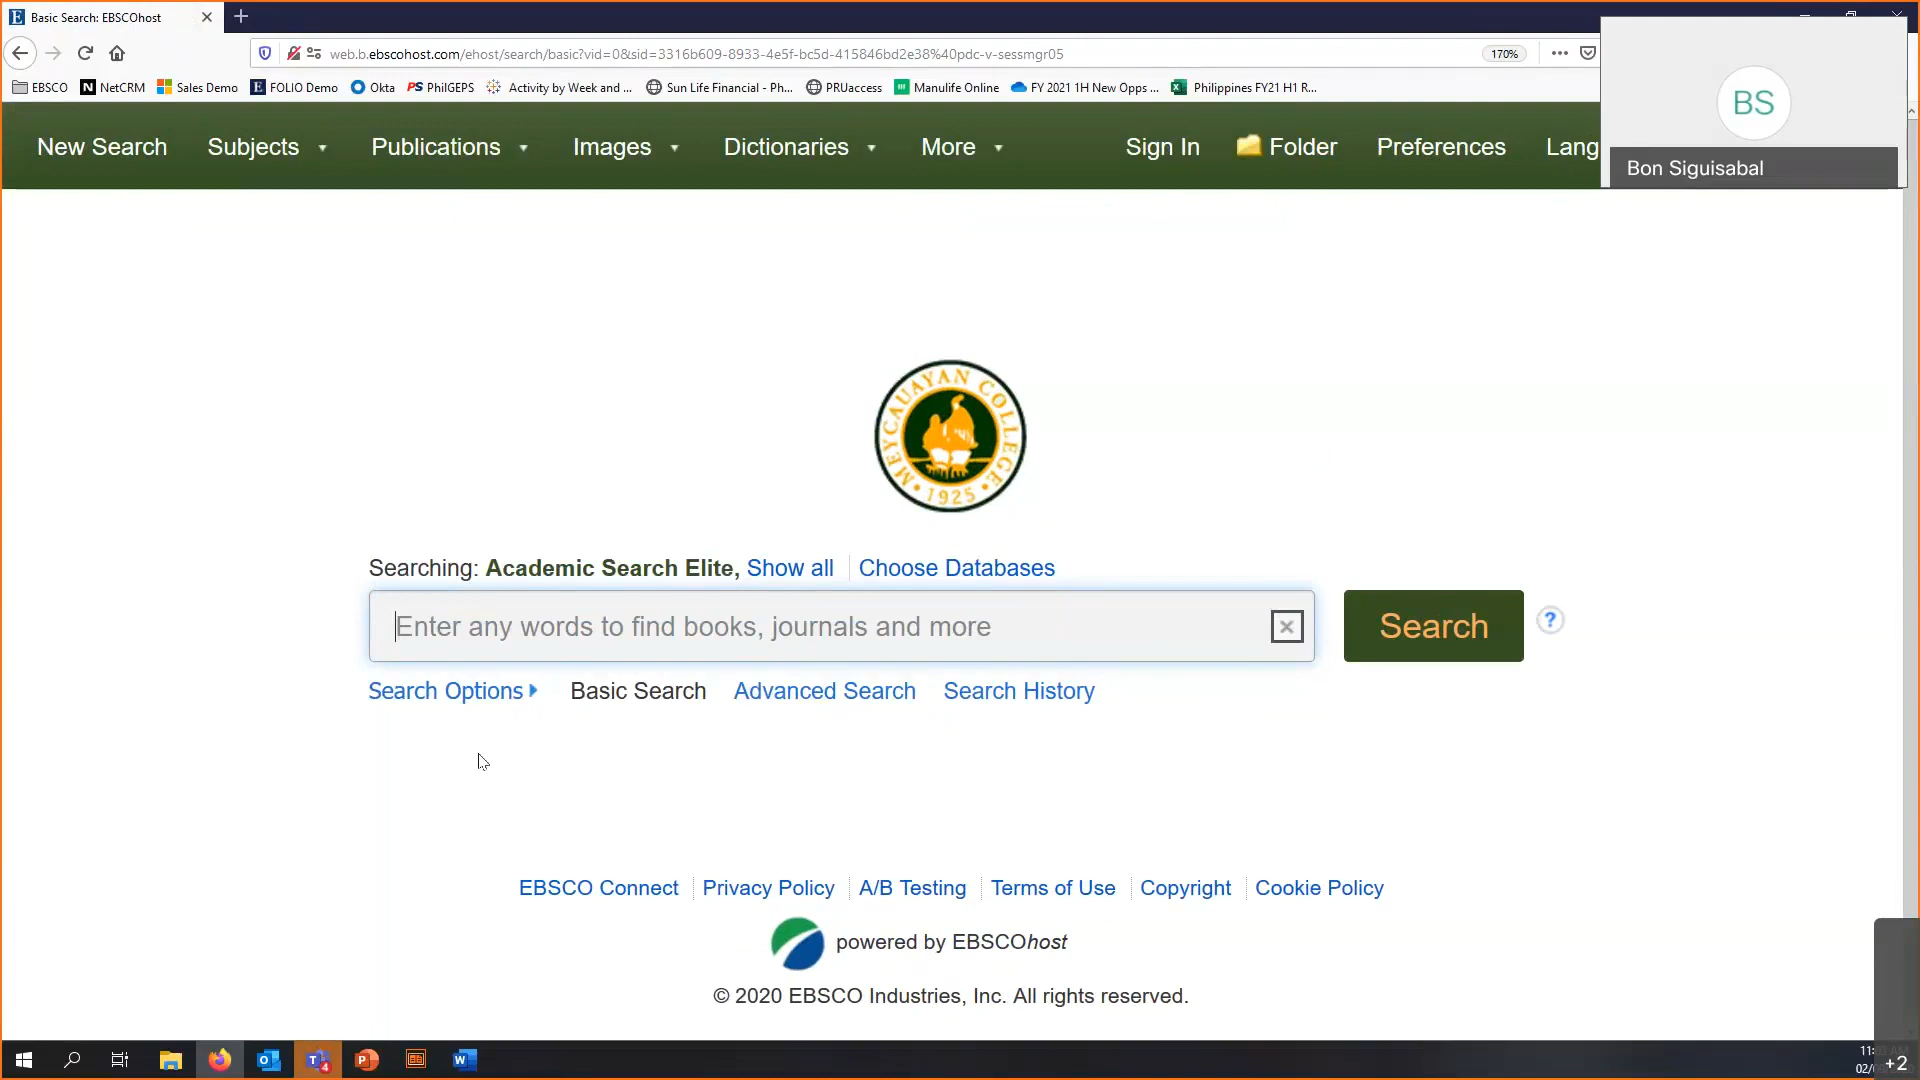 Basic Search: EBSCOhost
web.b.ebscohost.com/ehost/search/basic?vid=0&sid=3316b609-8933-4e5f-bc5d-415846bd2e38%40pdc-v-sessmgr05
170%
EBSCO
NetCRM
Sales Demo
FOLIO Demo
Okta
PhilGEPS
Activity by Week and ...
Sun Life Financial - Ph...
PRUaccess
Manulife Online
FY 2021 1H New Opps ...
Philippines FY21 H1 R...
BS
Bon Siguisabal
New Search
Subjects
Publications
Images
Dictionaries
More
Sign In
Folder
Preferences
Lang
MEYCAUAYAN COLLEGE
1925
Searching: Academic Search Elite, Show all
Choose Databases
Enter any words to find books, journals and more
Search
?
Search Options
Basic Search
Advanced Search
Search History
EBSCO Connect
Privacy Policy
A/B Testing
Terms of Use
Copyright
Cookie Policy
powered by EBSCOhost
© 2020 EBSCO Industries, Inc. All rights reserved.
+2